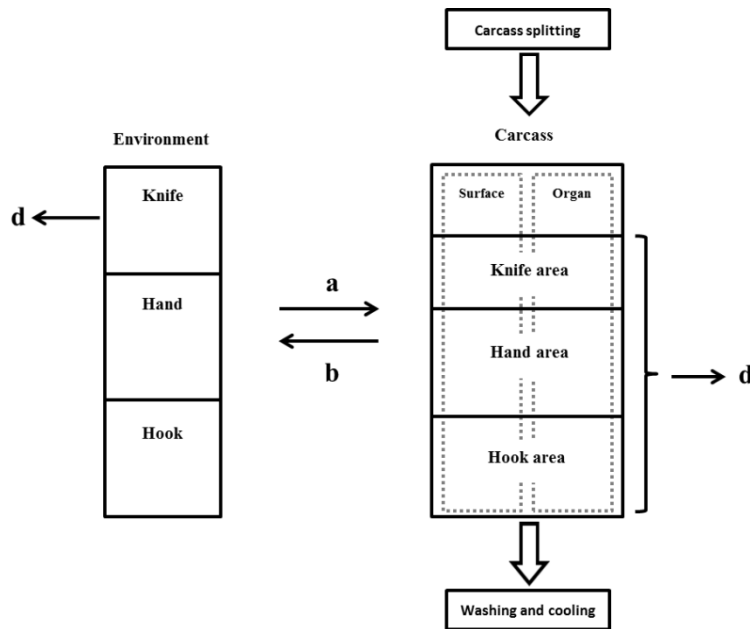 Carcass splitting
Environment
Carcass
Knife
Surface
Organ
d
Knife area
a
Hand
Hand area
b
d
Hook
Hook area
Washing and cooling